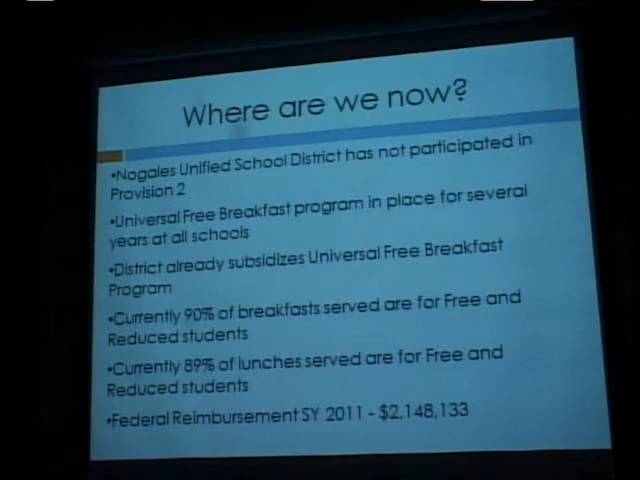 Where are we now?
•Nogales Unified School District has not participated in
Provision 2
•Universal Free Breakfast program in place for several
years at all schools
•District already subsidizes Universal Free Breakfast
Program
•Currently 90% of breakfasts served are for Free and
Reduced students
•Currently 89% of lunches served are for Free and
Reduced students
•Federal Reimbursement SY 2011 - $2,148,133